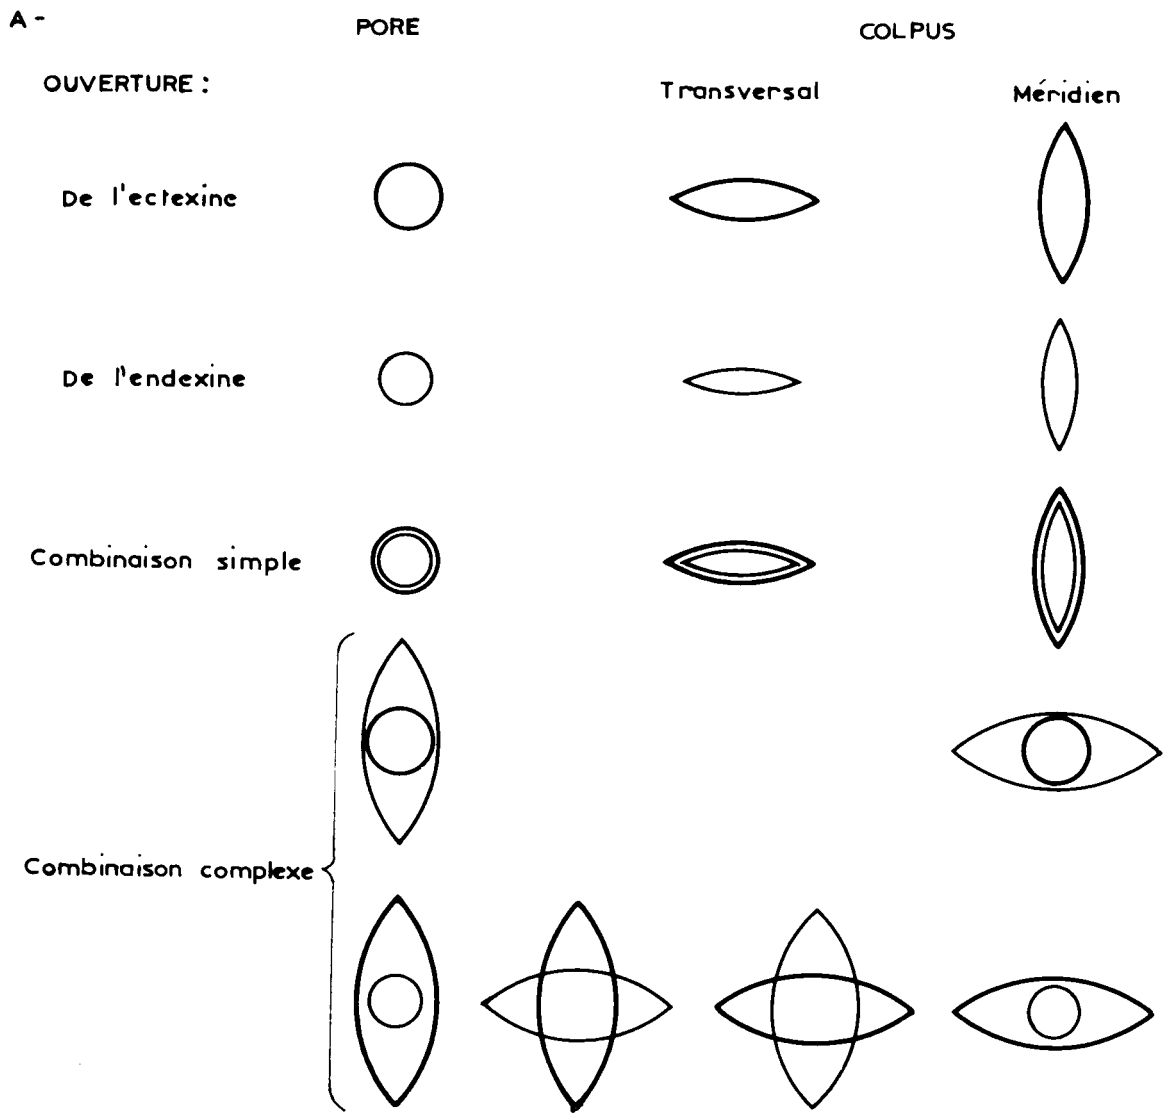 A -
PORE
COLPUS
OUVERTURE :
Transversal
Méridien
De l'ectexine
De l'endexine
Combinaison simple
Combinaison complexe